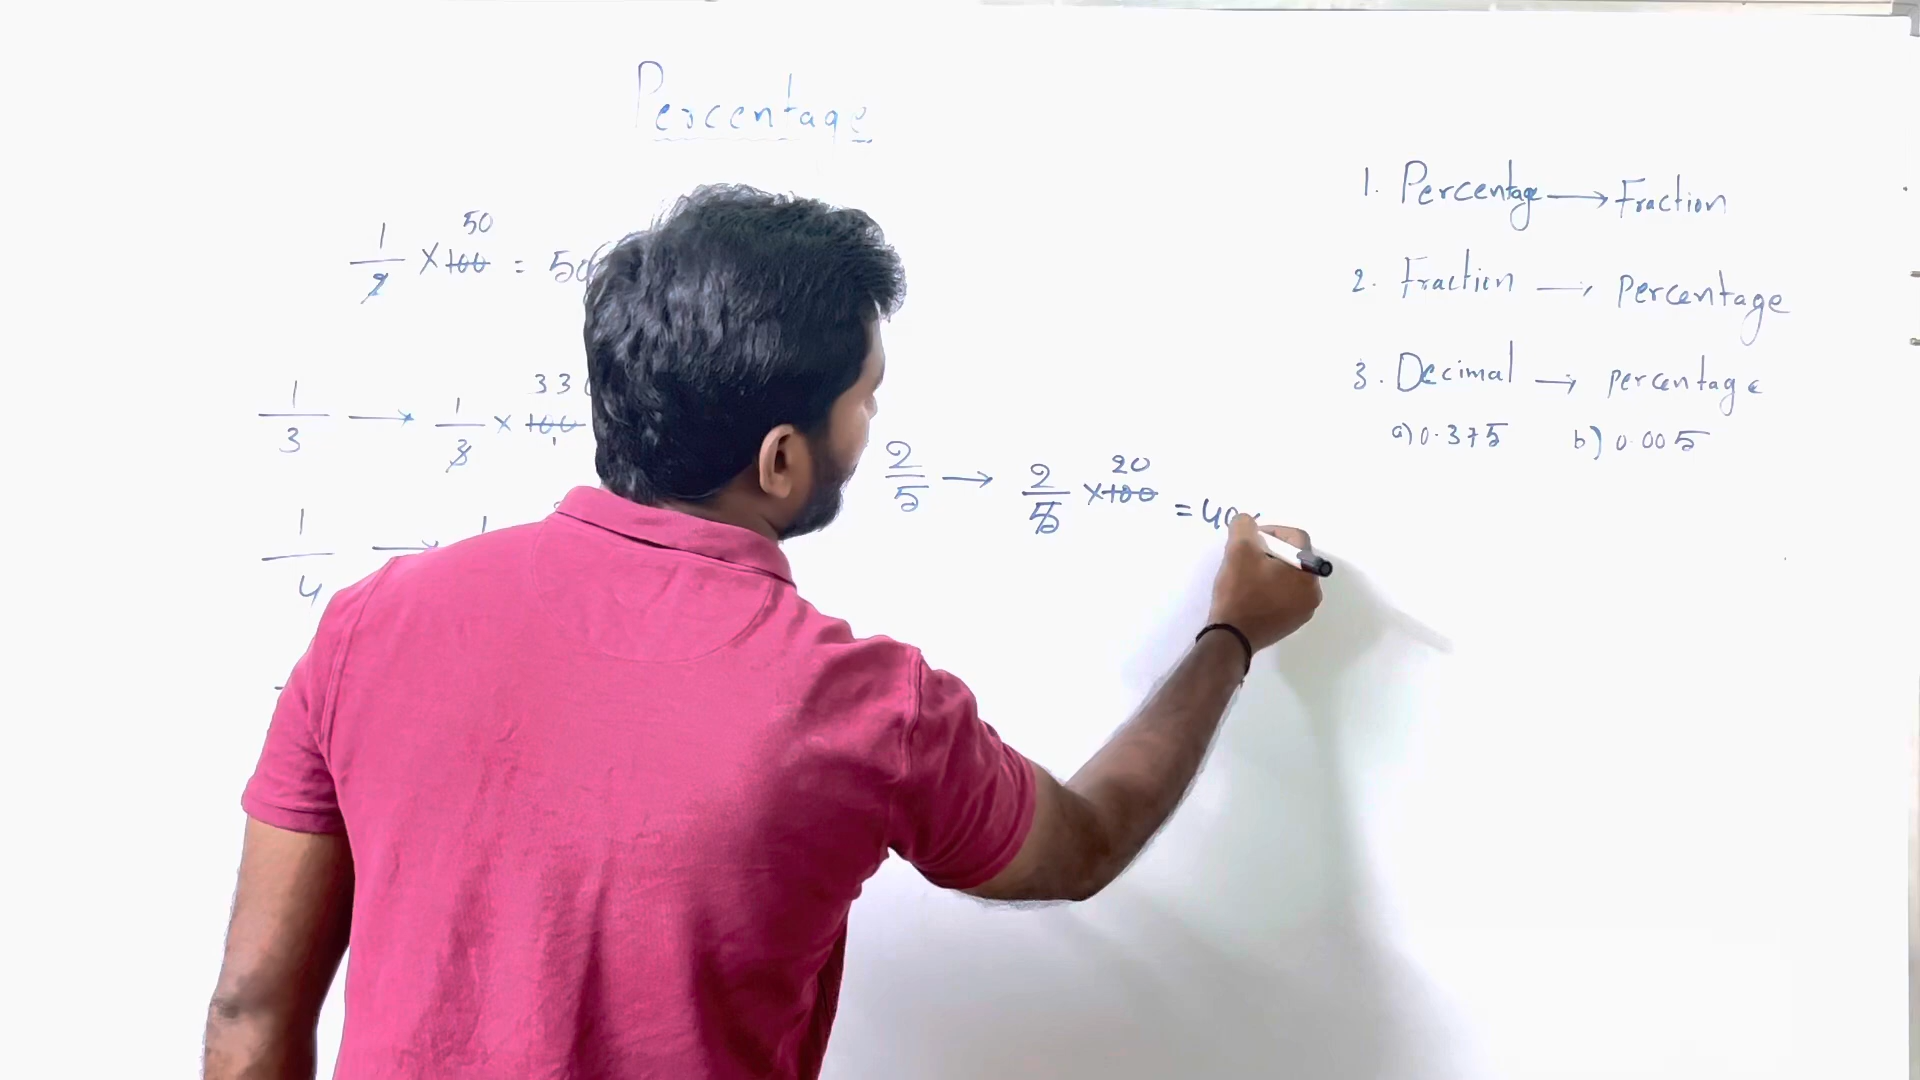 Percentage
1/2 × 100 50 = 50
1/3 → 1/3 × 100 33
1/4 → 1
2/5 → 2/5 × 100 20 = 40
1. Percentage → Fraction
2. Fraction → percentage
3. Decimal → percentage
a) 0.375 b) 0.005